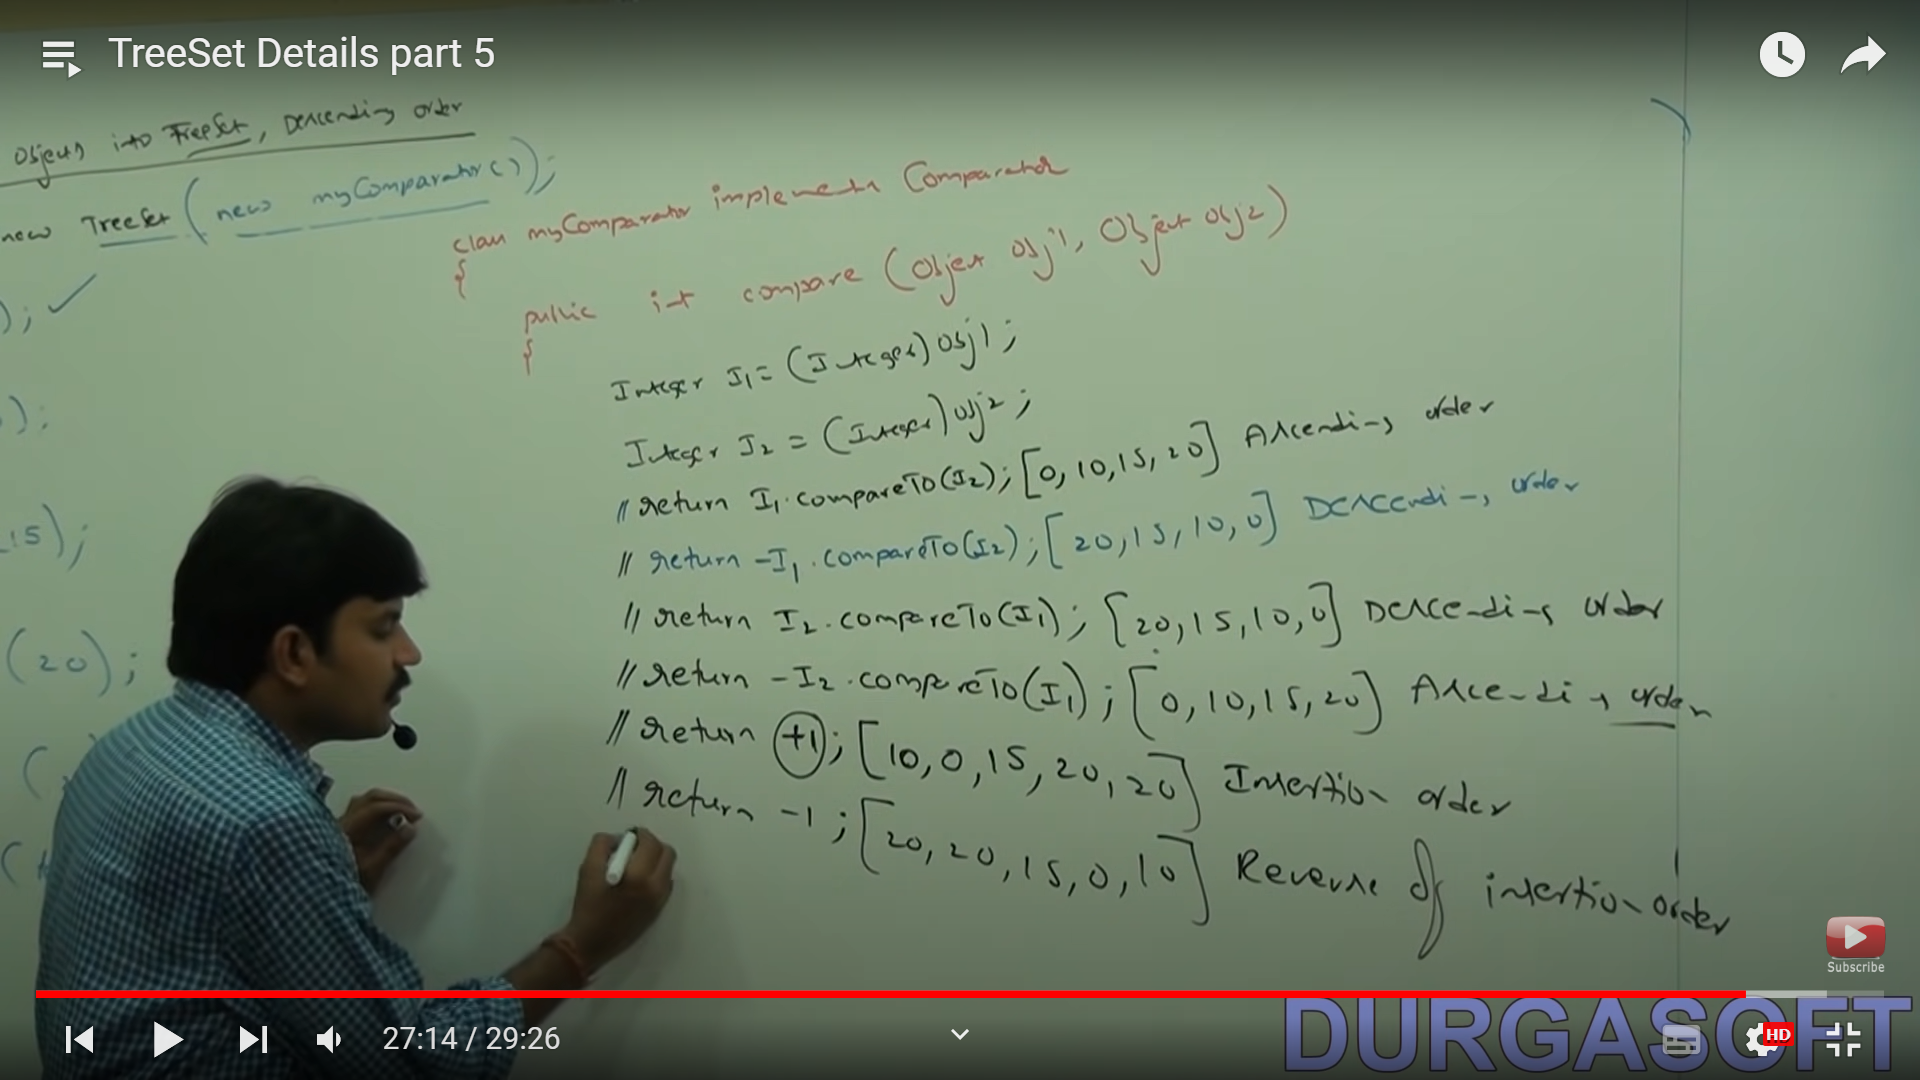 TreeSet Details part 5
Objects into TreeSet, Descending order
new TreeSet (new myComparator());
class myComparator implements Comparator
{
public int compare (Object obj1, Object obj2)
{
);
Integer I1 = (Integer) obj1;
Integer I2 = (Integer) obj2;
);
// return I1.compareTo(I2); [0, 10, 15, 20] Ascending order
// return -I1.compareTo(I2); [20, 15, 10, 0] Descending order
15);
// return I2.compareTo(I1); [20, 15, 10, 0] Descending order
(20);
// return -I2.compareTo(I1); [0, 10, 15, 20] Ascending order
// return +1; [10, 0, 15, 20, 20] Insertion order
// return -1; [20, 20, 15, 0, 10] Reverse of insertion order
Subscribe
27:14 / 29:26
HD
DURGASOFT